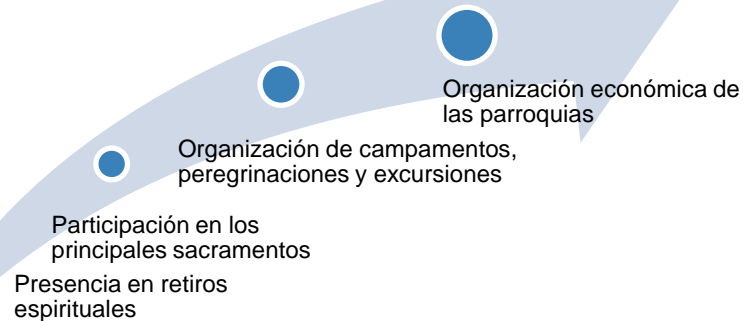 Organización económica de
las parroquias
Organización de campamentos,
peregrinaciones y excursiones
Participación en los
principales sacramentos
Presencia en retiros
espirituales